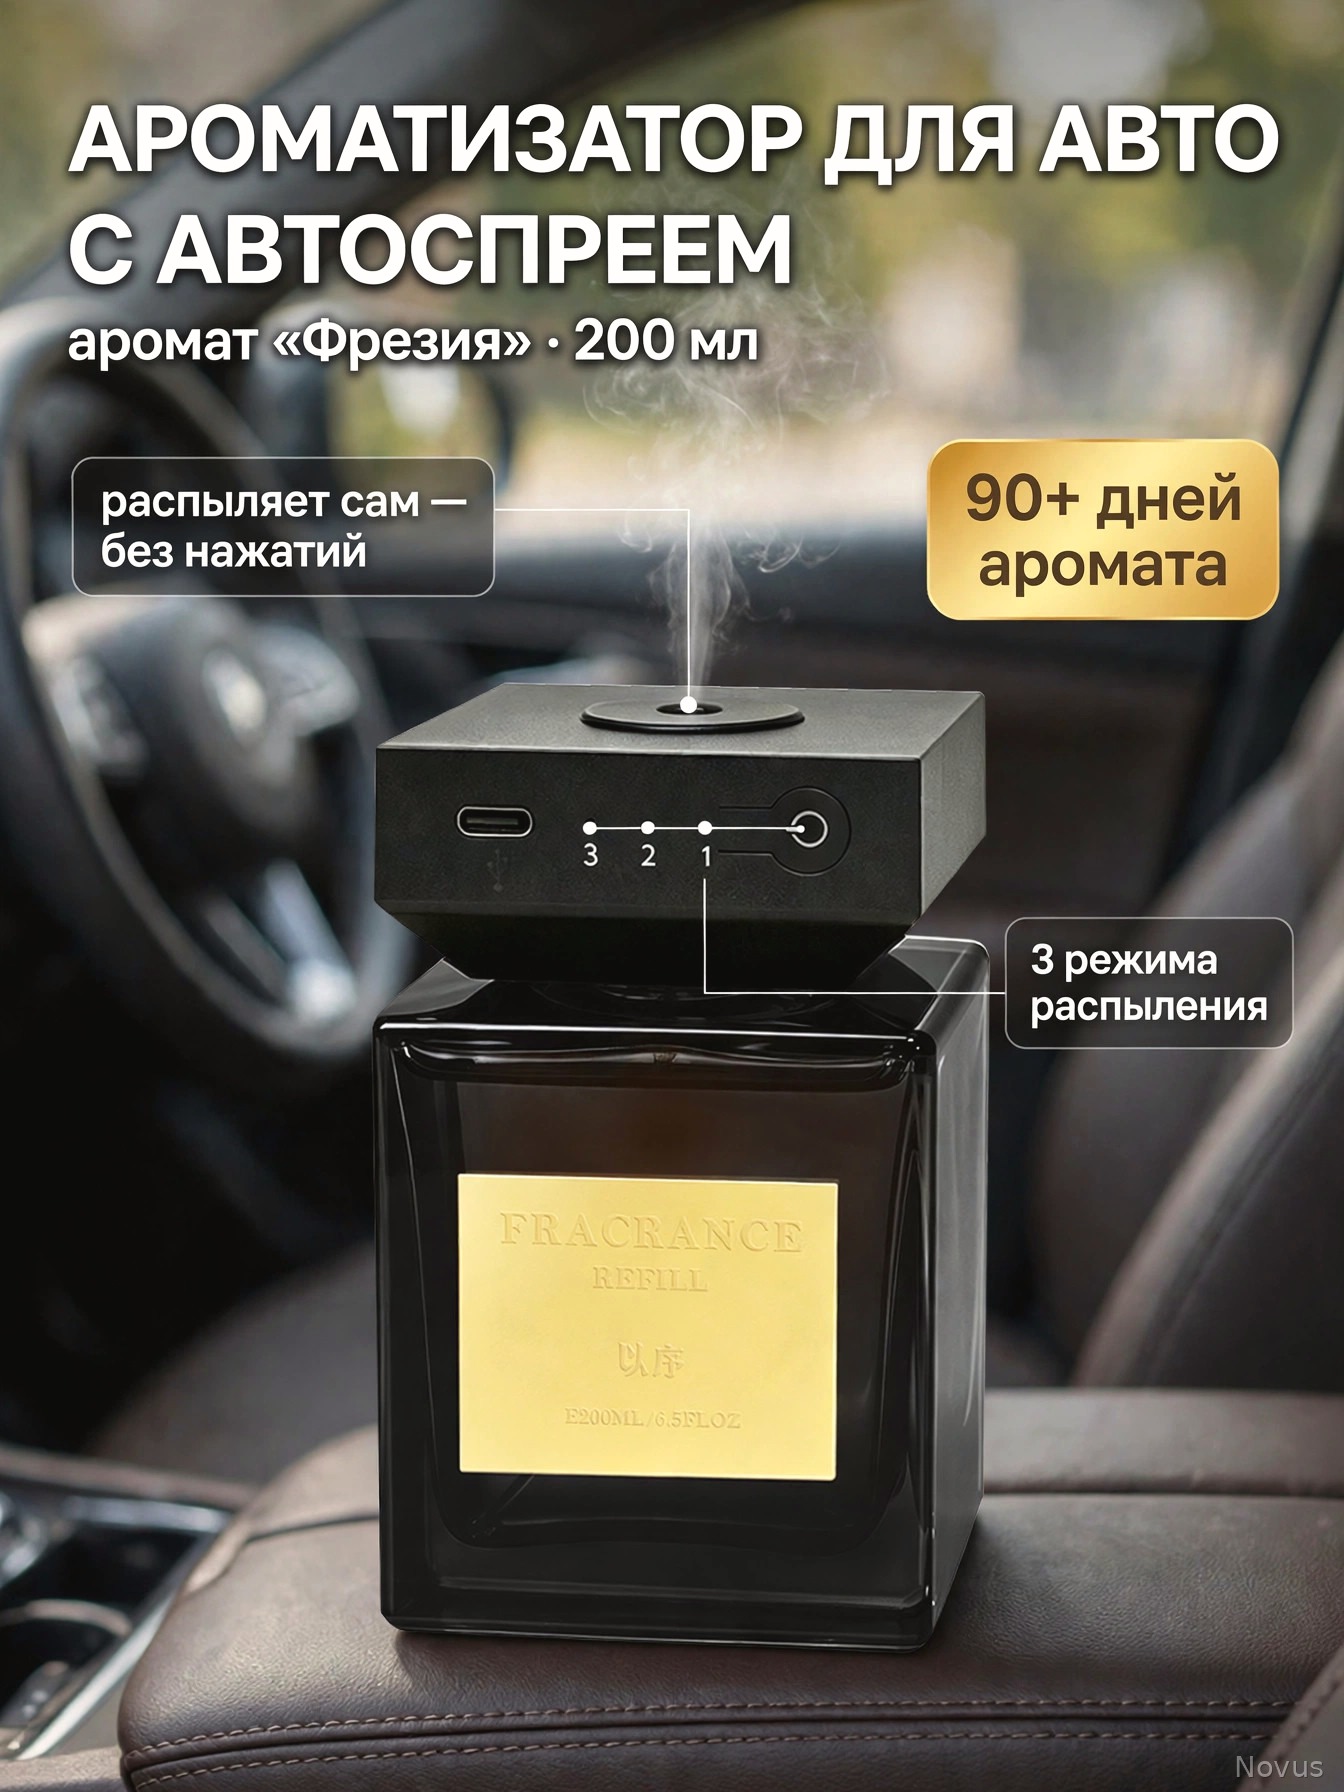 АРОМАТИЗАТОР ДЛЯ АВТО
С АВТОСПРЕЕМ
аромат «Фрезия» · 200 мл
распыляет сам —
без нажатий
90+ дней
аромата
3 2 1
3 режима
распыления
FRACRANCE
REFILL
以序
E200ML/6.5FLOZ
Novus